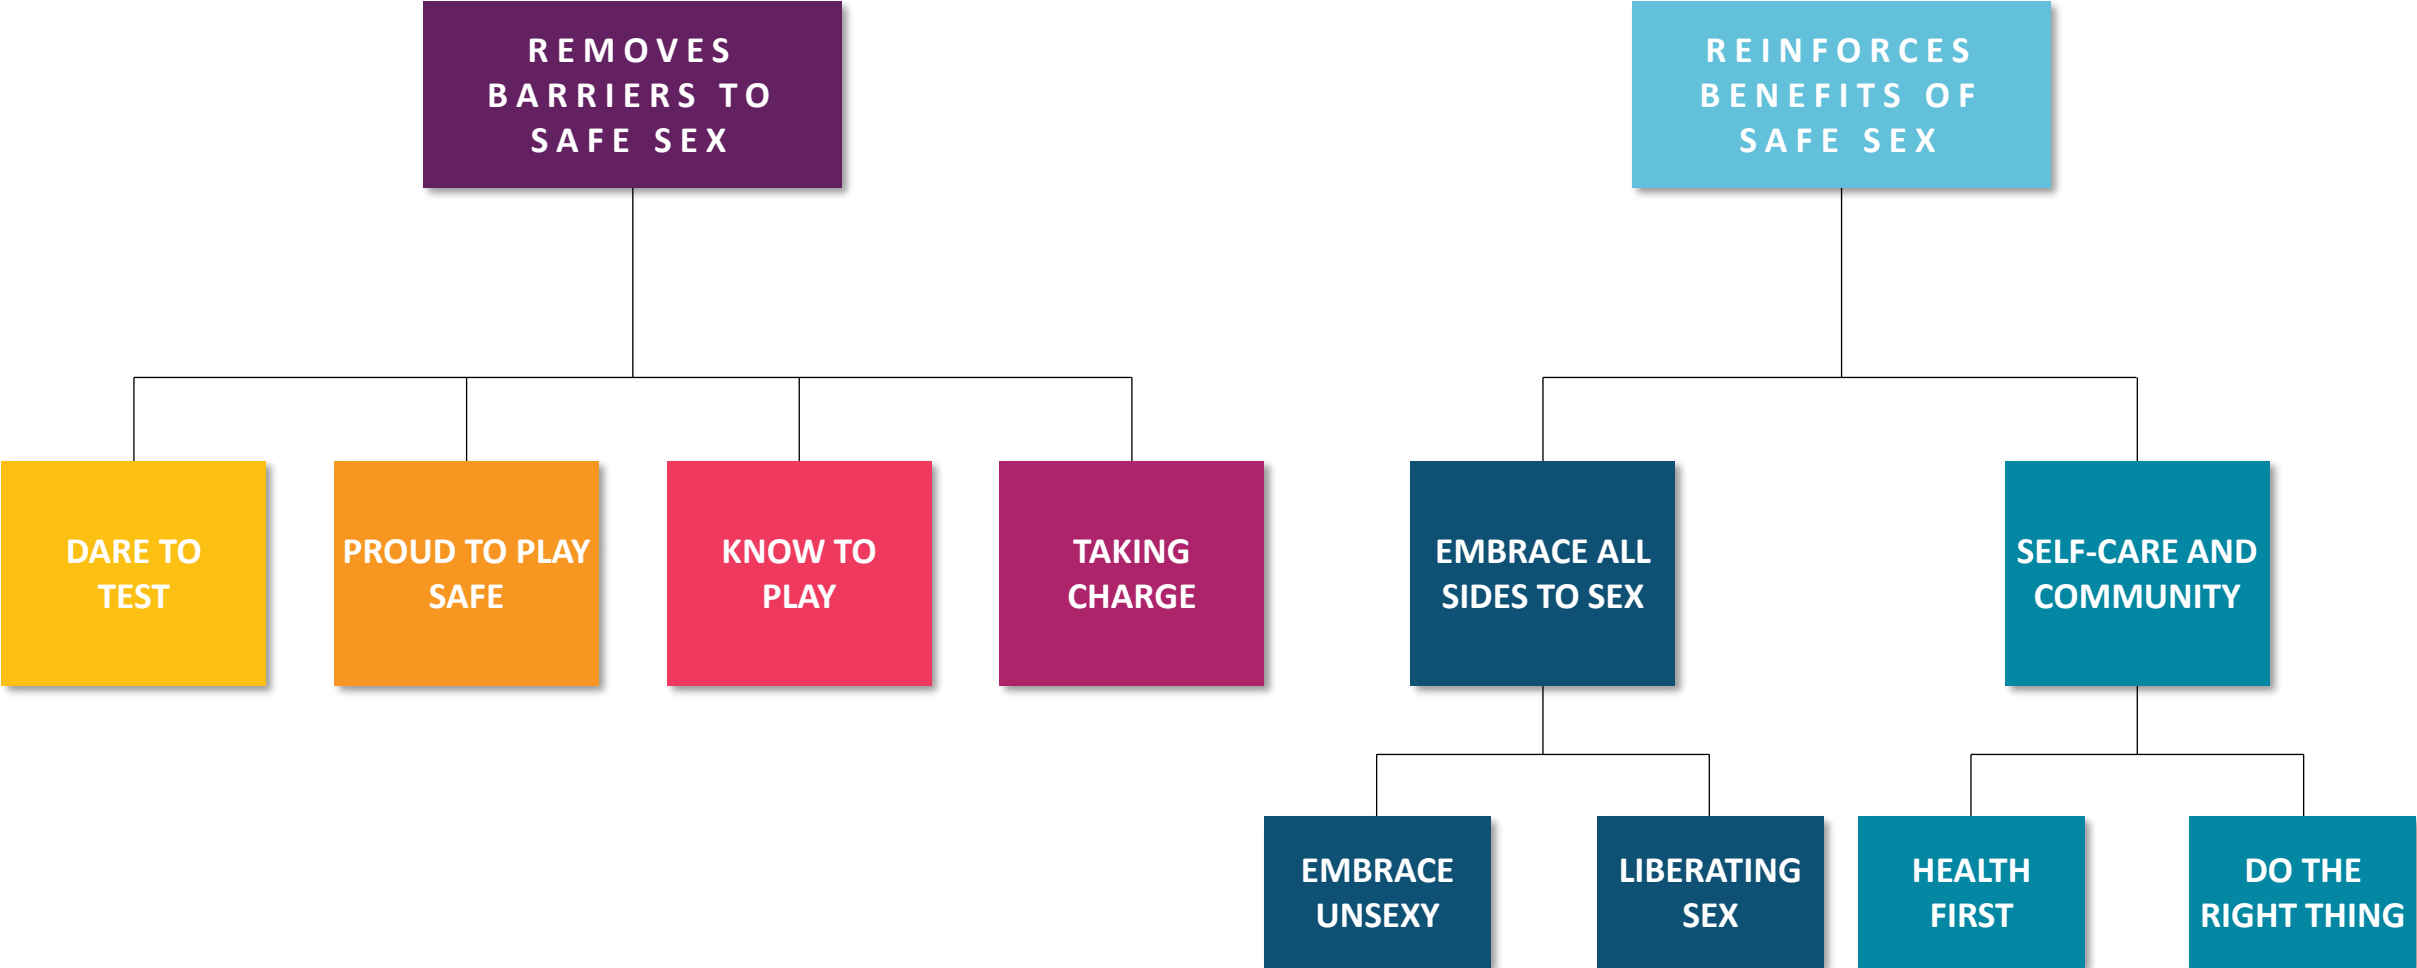 REMOVES
BARRIERS TO
SAFE SEX
REINFORCES
BENEFITS OF
SAFE SEX
DARE TO
TEST
PROUD TO PLAY
SAFE
KNOW TO
PLAY
TAKING
CHARGE
EMBRACE ALL
SIDES TO SEX
SELF-CARE AND
COMMUNITY
EMBRACE
UNSEXY
LIBERATING
SEX
HEALTH
FIRST
DO THE
RIGHT THING